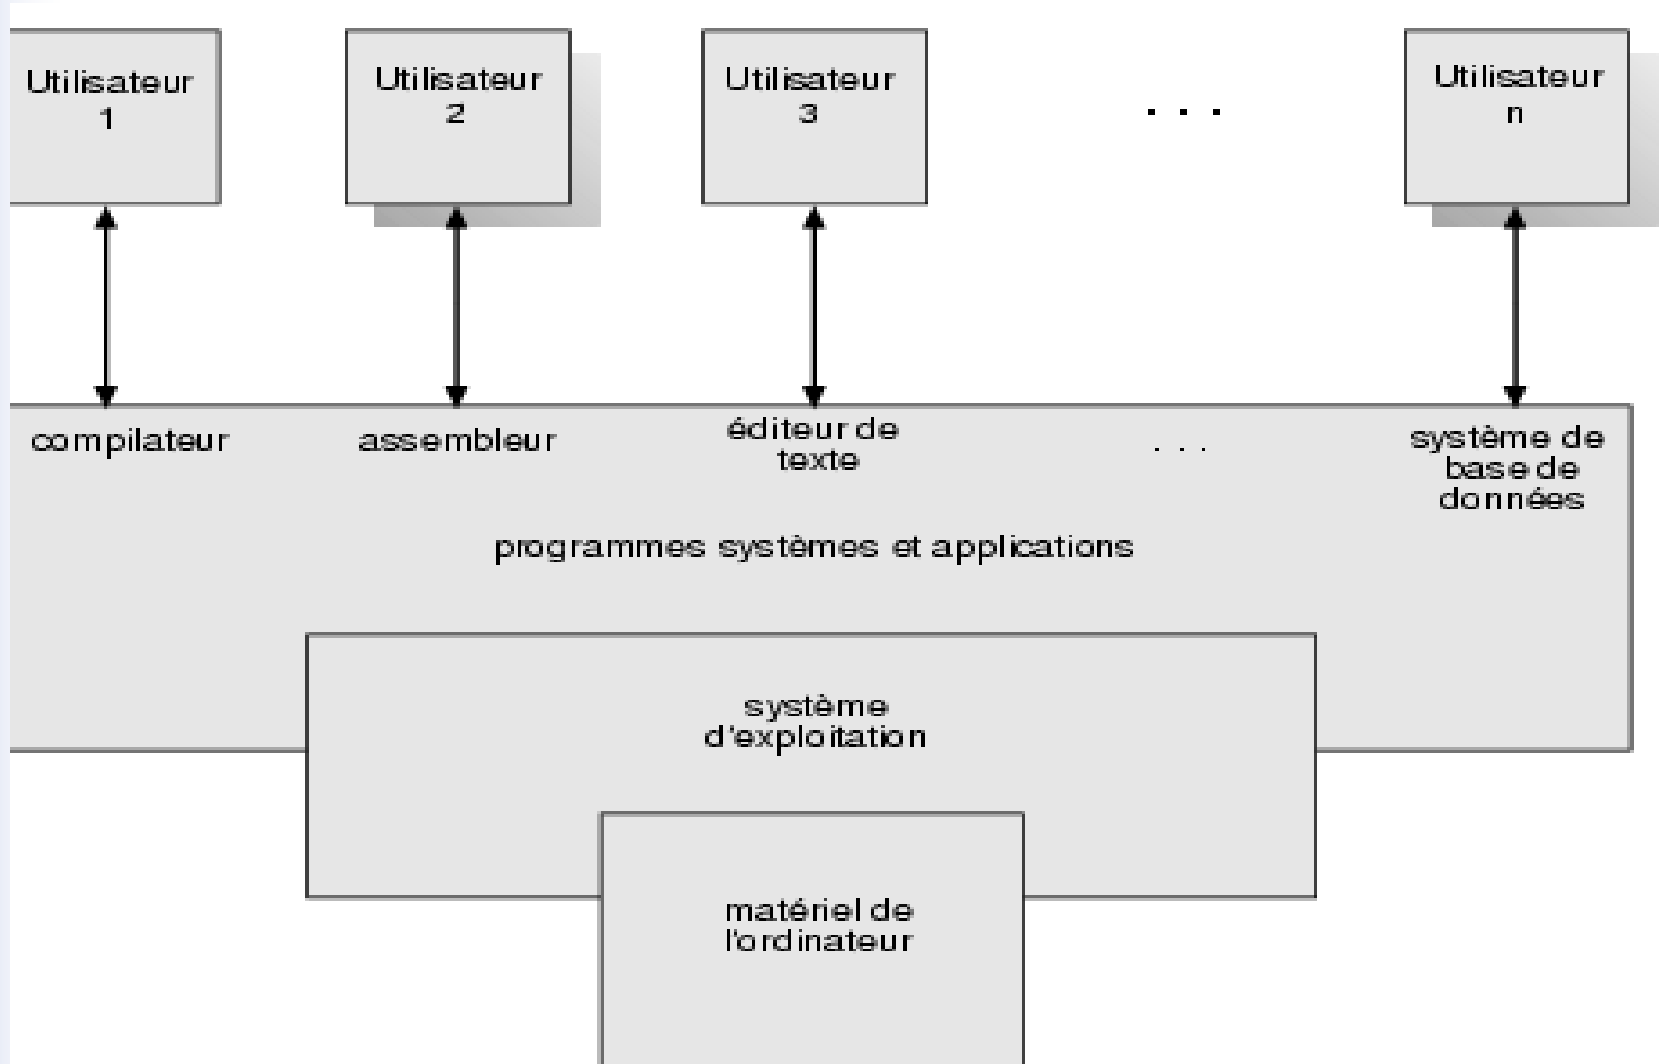 Utilisateur
1
Utilisateur
2
Utilisateur
3
. . .
Utilisateur
n
compilateur
assembleur
éditeur de
texte
. . .
système de
base de
données
programmes systèmes et applications
système
d'exploitation
matériel de
l'ordinateur